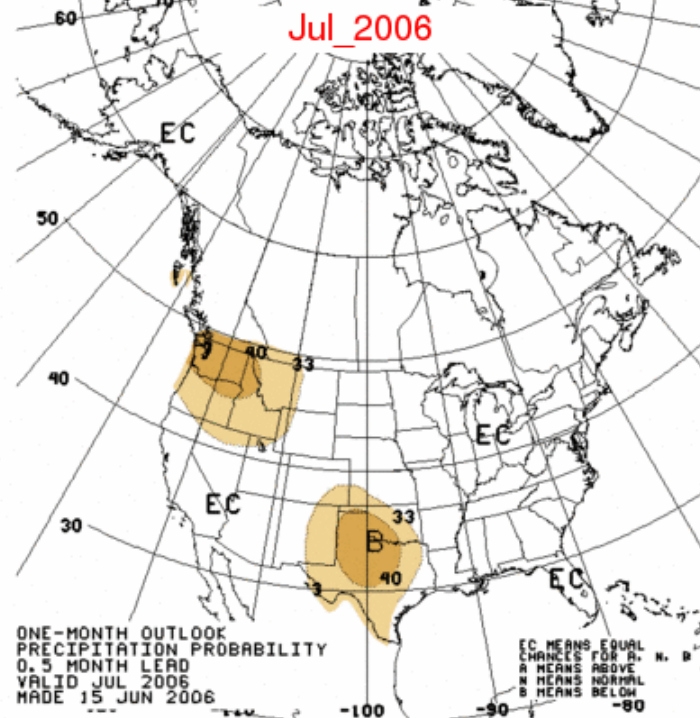 Jul_2006
60
EC
50
40
33
40
EC
EC
33
30
B
40
EC
ONE-MONTH OUTLOOK
PRECIPITATION PROBABILITY
0.5 MONTH LEAD
VALID JUL 2006
MADE 15 JUN 2006
EC MEANS EQUAL
CHANCES FOR A, N, B
A MEANS ABOVE
N MEANS NORMAL
B MEANS BELOW
-100
-90
-80